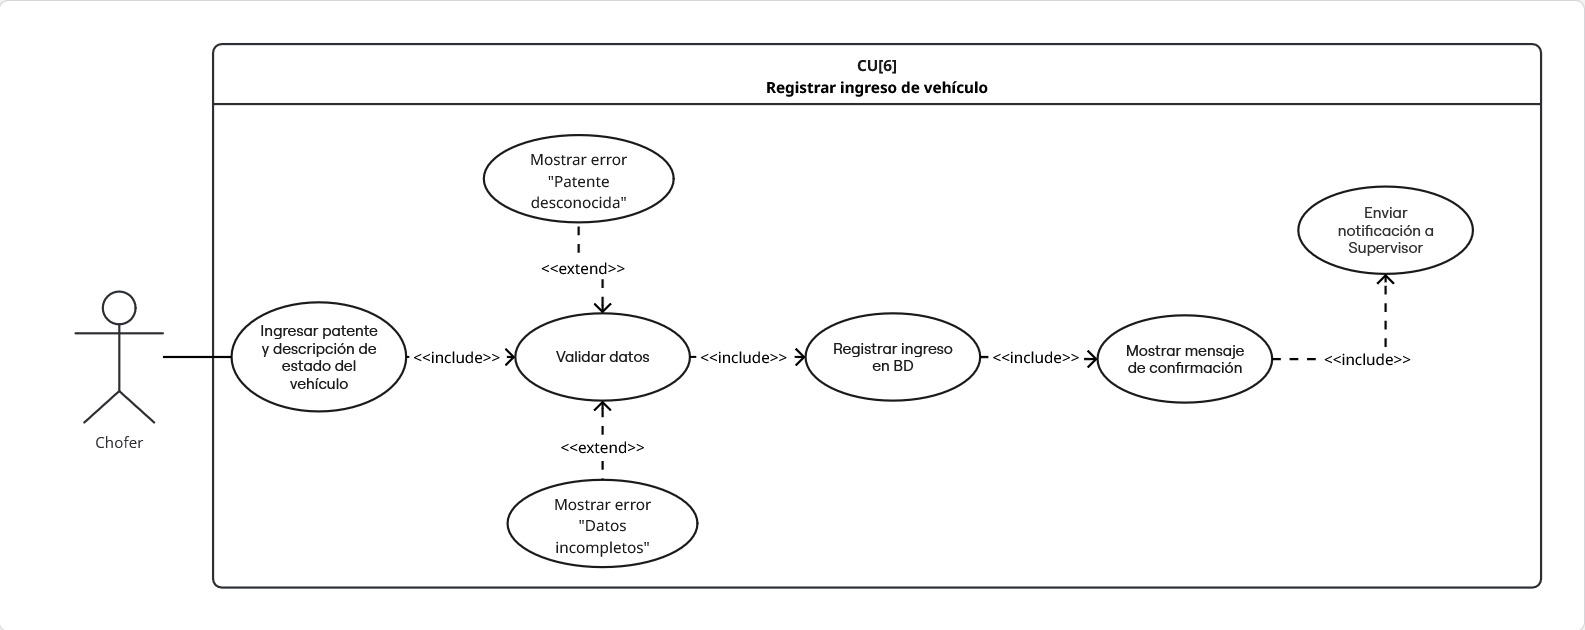 CU[6]
Registrar ingreso de vehículo
Mostrar error
"Patente
desconocida"
<<extend>>
Enviar
notificación a
Supervisor
Chofer
Ingresar patente
y descripción de
estado del
vehículo
<<include>>
Validar datos
<<include>>
Registrar ingreso
en BD
<<include>>
Mostrar mensaje
de confirmación
<<include>>
<<extend>>
Mostrar error
"Datos
incompletos"